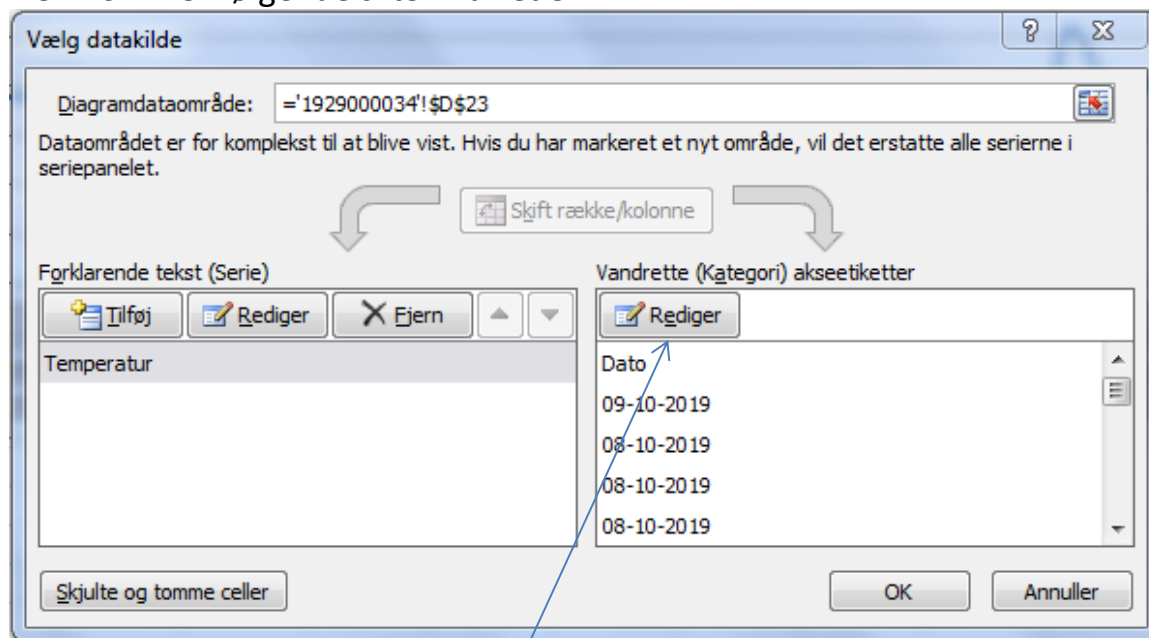 Vælg datakilde
Diagramdataområde: ='1929000034'!$D$23
Dataområdet er for komplekst til at blive vist. Hvis du har markeret et nyt område, vil det erstatte alle serierne i
seriepanelet.
Skift række/kolonne
Forklarende tekst (Serie)
Tilføj Rediger Fjern
Temperatur
Vandrette (Kategori) akseetiketter
Rediger
Dato
09-10-2019
08-10-2019
08-10-2019
08-10-2019
Skjulte og tomme celler
OK Annuller